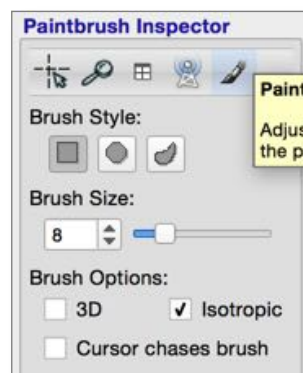 Paintbrush Inspector
Paint
Brush Style:
Adjus
the p
Brush Size:
8
Brush Options:
3D
Isotropic
Cursor chases brush